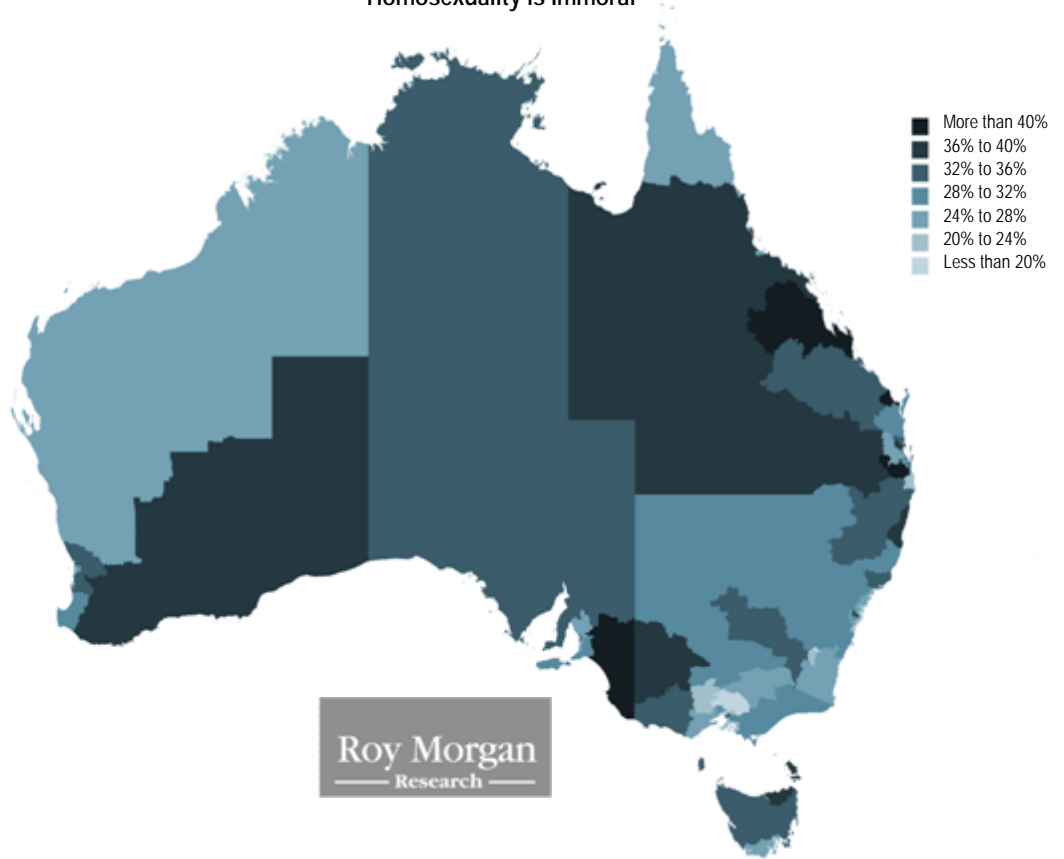 Homosexuality is Immoral
More than 40%
36% to 40%
32% to 36%
28% to 32%
24% to 28%
20% to 24%
Less than 20%
Roy Morgan
Research